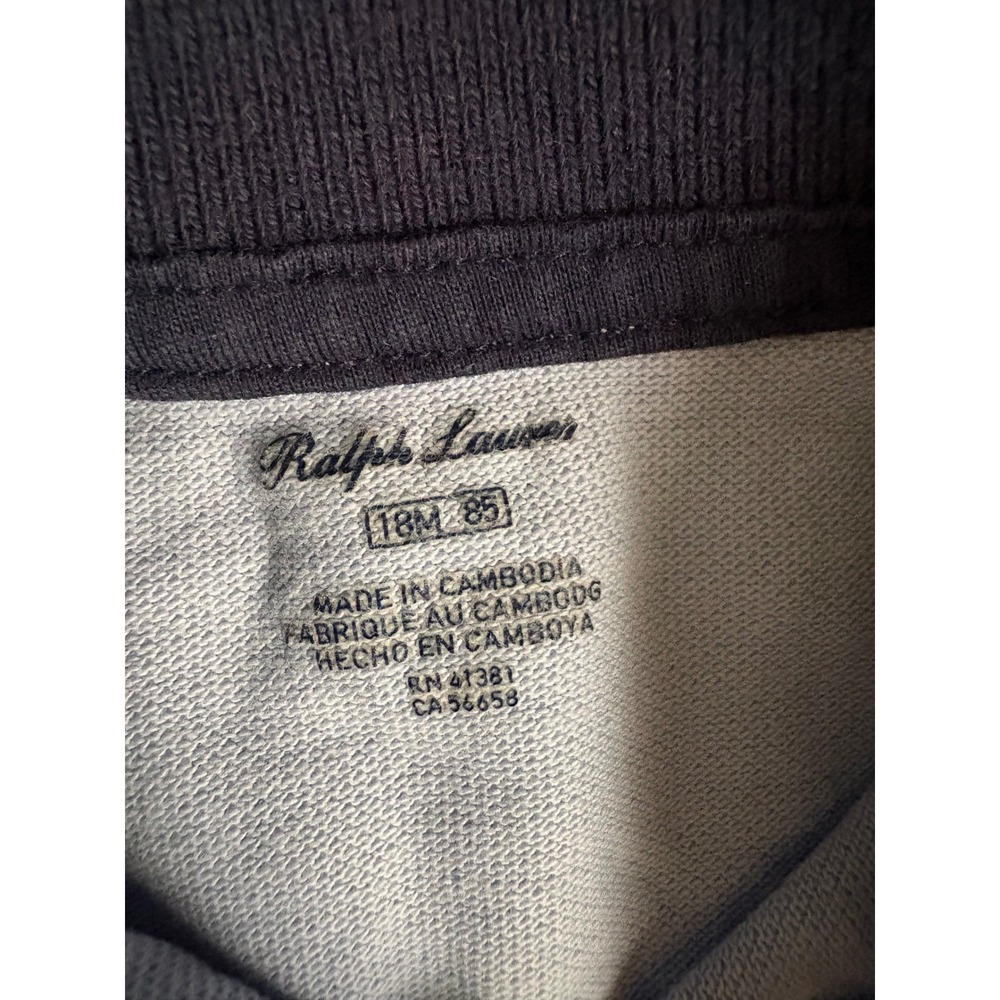 Ralph Lauren
18M 85
MADE IN CAMBODIA
FABRIQUE AU CAMBODG
HECHO EN CAMBOYA
RN 41381
CA 56658